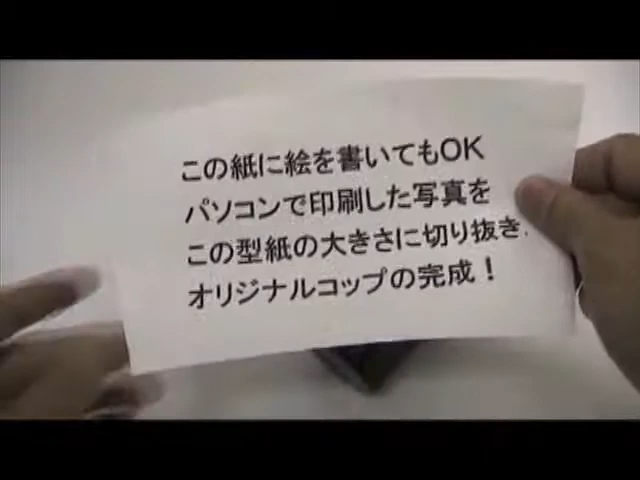 この紙に絵を書いてもOK
パソコンで印刷した写真を
この型紙の大きさに切り抜き、
オリジナルコップの完成！